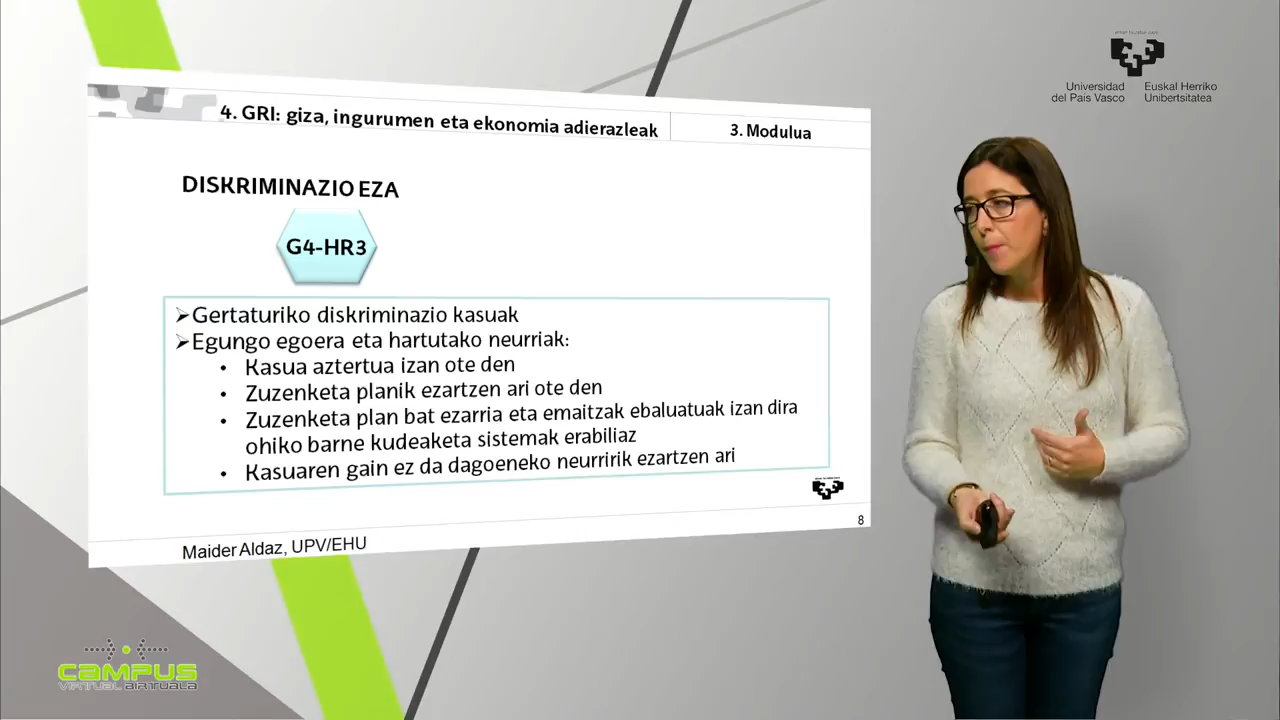 4. GRI: giza, ingurumen eta ekonomia adierazleak
3. Modulua
DISKRIMINAZIO EZA
G4-HR3
Gertaturiko diskriminazio kasuak
Egungo egoera eta hartutako neurriak:
Kasua aztertua izan ote den
Zuzenketa planik ezartzen ari ote den
Zuzenketa plan bat ezarria eta emaitzak ebaluatuak izan dira
ohiko barne kudeaketa sistemak erabiliaz
Kasuaren gain ez da dagoeneko neurririk ezartzen ari
8
Maider Aldaz, UPV/EHU
Universidad del País Vasco
Euskal Herriko Unibertsitatea
CAMPUS
VIRTUAL BIRTUALA